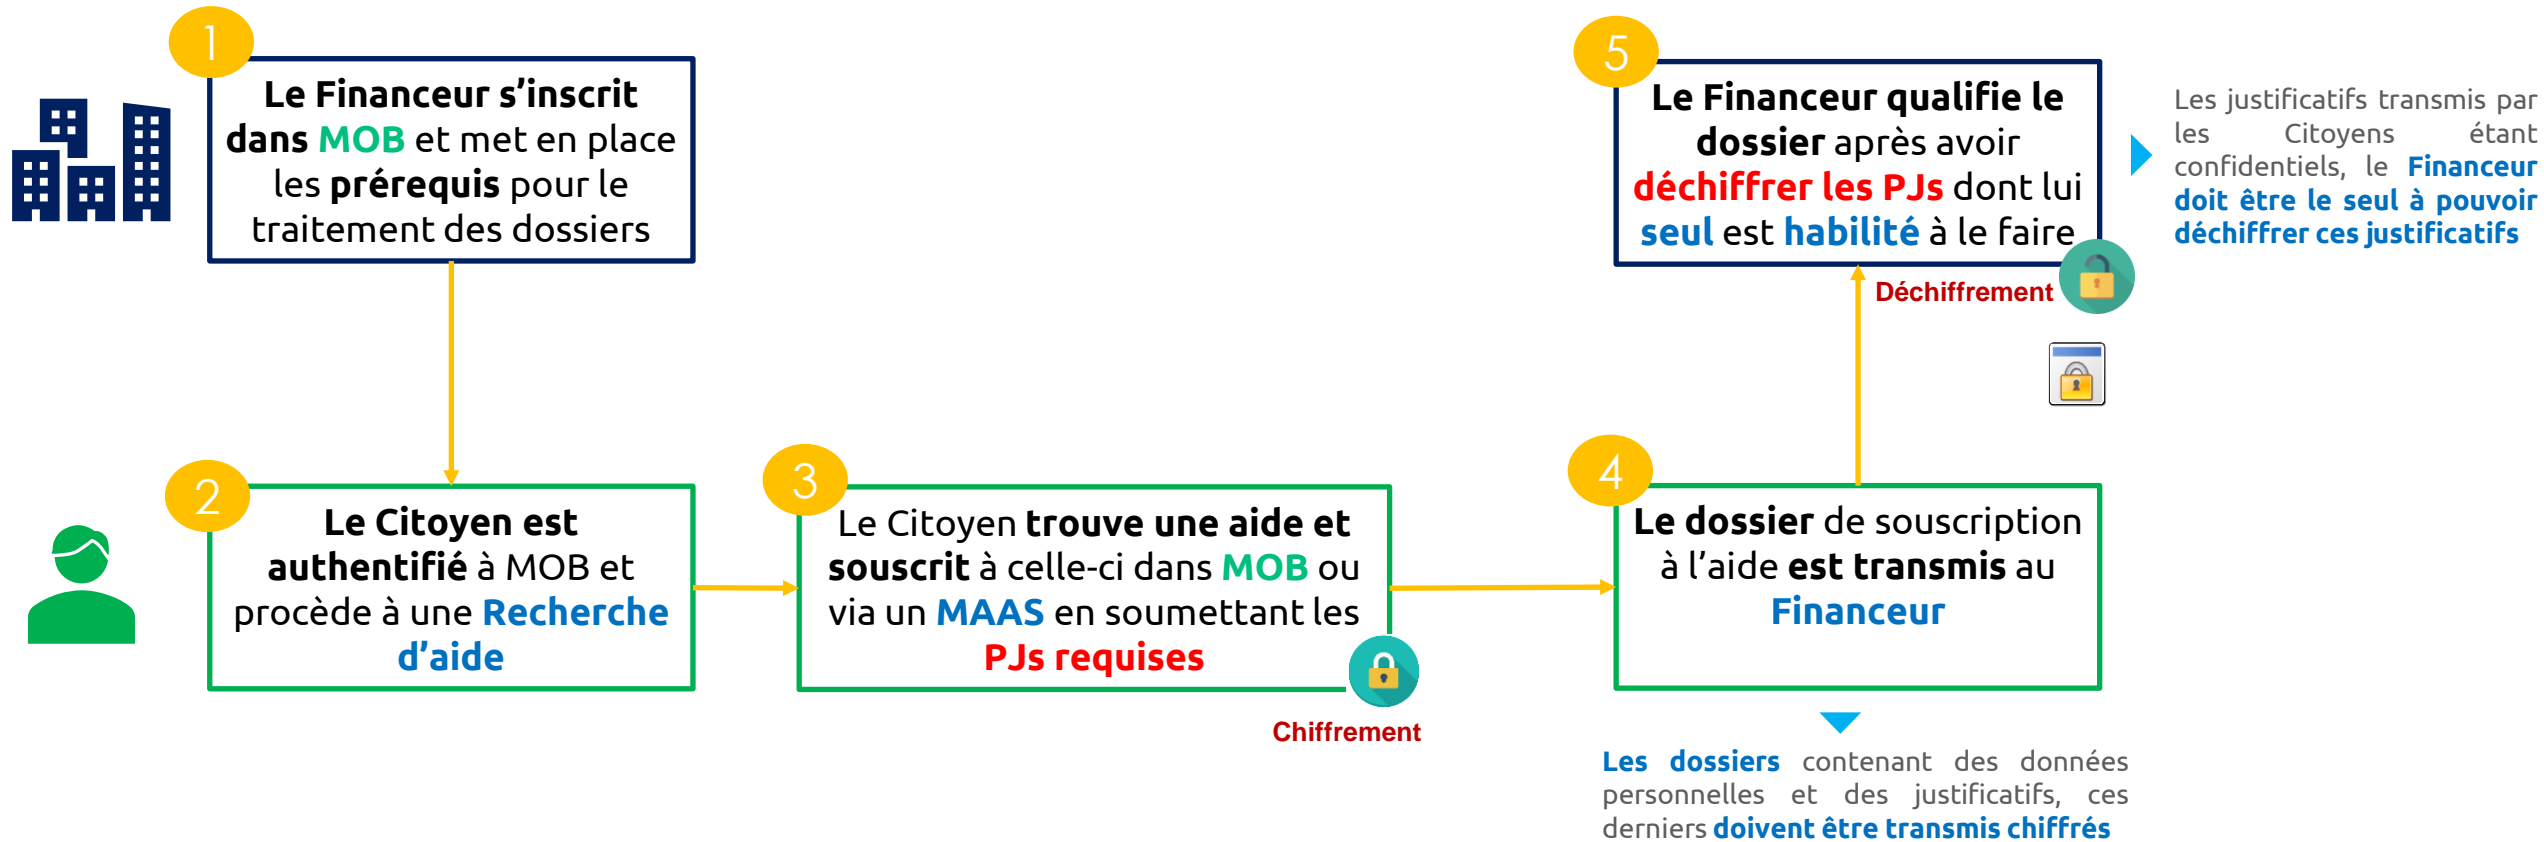 1
Le Financeur s’inscrit
dans MOB et met en place
les prérequis pour le
traitement des dossiers
2
Le Citoyen est
authentifié à MOB et
procède à une Recherche
d’aide
3
Le Citoyen trouve une aide et
souscrit à celle-ci dans MOB ou
via un MAAS en soumettant les
PJs requises
Chiffrement
4
Le dossier de souscription
à l’aide est transmis au
Financeur
Les dossiers contenant des données
personnelles et des justificatifs, ces
derniers doivent être transmis chiffrés
5
Le Financeur qualifie le
dossier après avoir
déchiffrer les PJs dont lui
seul est habilité à le faire
Déchiffrement
Les justificatifs transmis par
les Citoyens étant
confidentiels, le Financeur
doit être le seul à pouvoir
déchiffrer ces justificatifs